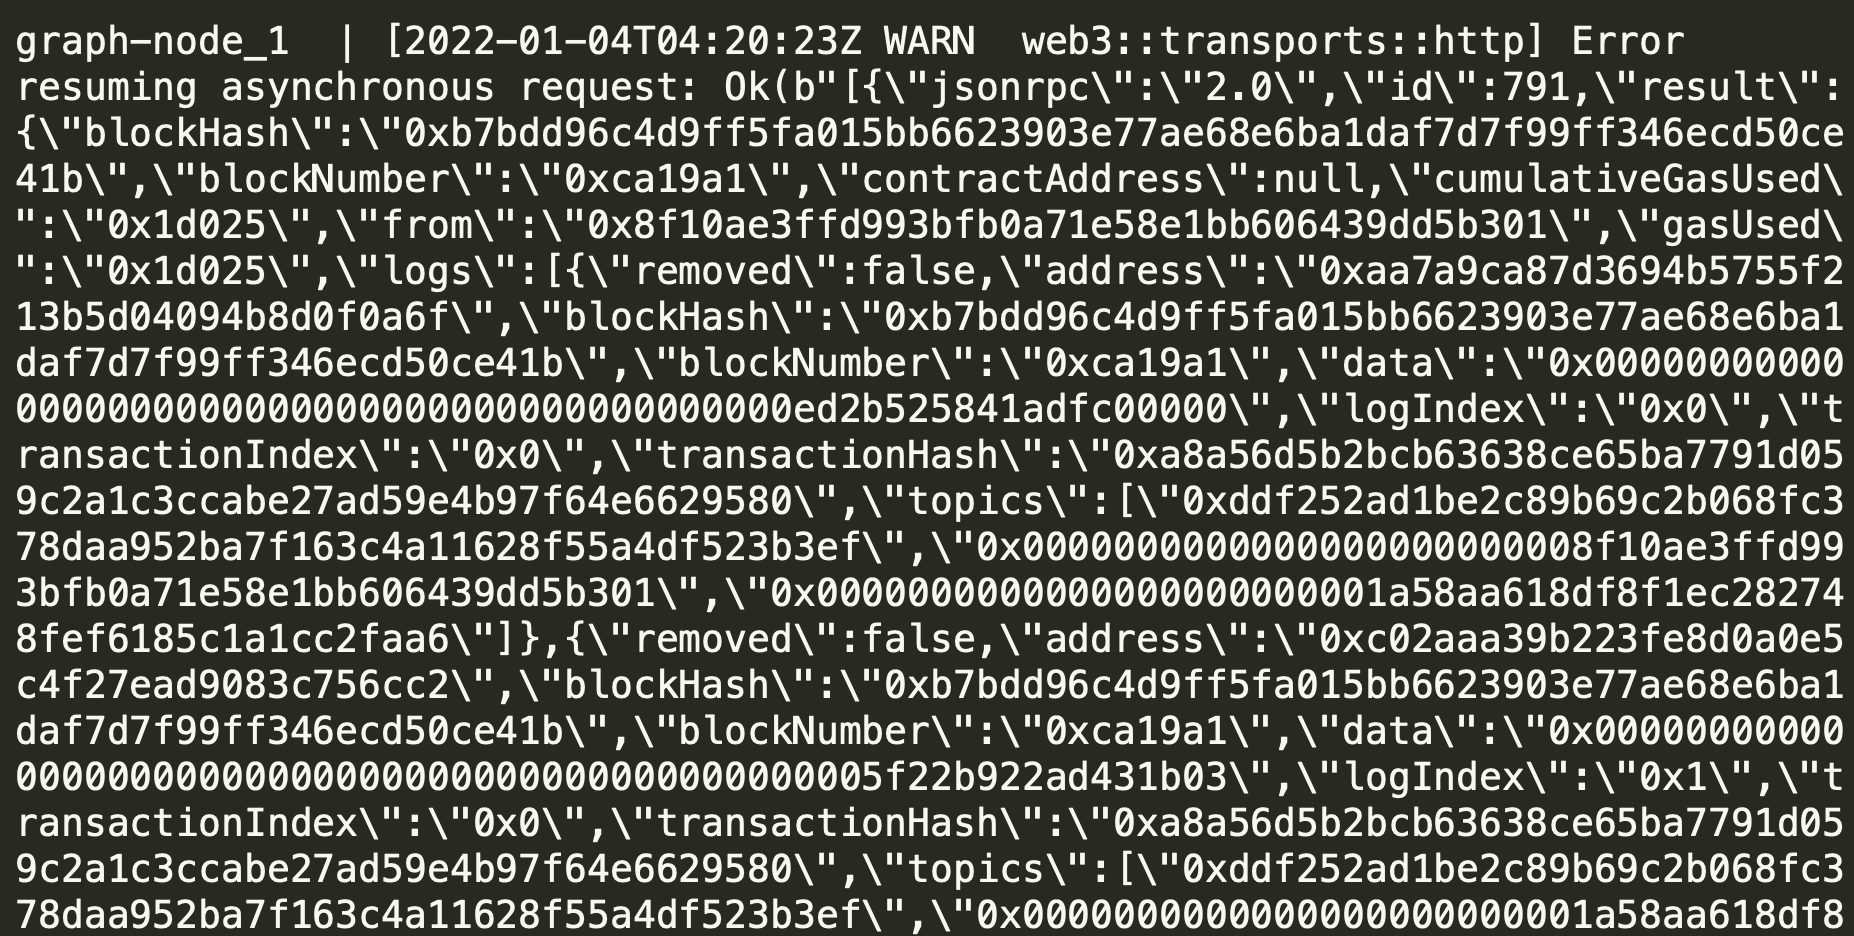 graph-node_1  | [2022-01-04T04:20:23Z WARN  web3::transports::http] Error
resuming asynchronous request: Ok(b"[{\"jsonrpc\":\"2.0\",\"id\":791,\"result\":
{\"blockHash\":\"0xb7bdd96c4d9ff5fa015bb6623903e77ae68e6ba1daf7d7f99ff346ecd50ce
41b\",\"blockNumber\":\"0xca19a1\",\"contractAddress\":null,\"cumulativeGasUsed\
":\"0x1d025\",\"from\":\"0x8f10ae3ffd993bfb0a71e58e1bb606439dd5b301\",\"gasUsed\
":\"0x1d025\",\"logs\":[{\"removed\":false,\"address\":\"0xaa7a9ca87d3694b5755f2
13b5d04094b8d0f0a6f\",\"blockHash\":\"0xb7bdd96c4d9ff5fa015bb6623903e77ae68e6ba1
daf7d7f99ff346ecd50ce41b\",\"blockNumber\":\"0xca19a1\",\"data\":\"0x00000000000
0000000000000000000000000000000000ed2b525841adfc00000\",\"logIndex\":\"0x0\",\"t
ransactionIndex\":\"0x0\",\"transactionHash\":\"0xa8a56d5b2bcb63638ce65ba7791d05
9c2a1c3ccabe27ad59e4b97f64e6629580\",\"topics\":[\"0xddf252ad1be2c89b69c2b068fc3
78daa952ba7f163c4a11628f55a4df523b3ef\",\"0x0000000000000000000000008f10ae3ffd99
3bfb0a71e58e1bb606439dd5b301\",\"0x0000000000000000000000001a58aa618df8f1ec28274
8fef6185c1a1cc2faa6\"]},{\"removed\":false,\"address\":\"0xc02aaa39b223fe8d0a0e5
c4f27ead9083c756cc2\",\"blockHash\":\"0xb7bdd96c4d9ff5fa015bb6623903e77ae68e6ba1
daf7d7f99ff346ecd50ce41b\",\"blockNumber\":\"0xca19a1\",\"data\":\"0x00000000000
0000000000000000000000000000000000000005f22b922ad431b03\",\"logIndex\":\"0x1\",\"t
ransactionIndex\":\"0x0\",\"transactionHash\":\"0xa8a56d5b2bcb63638ce65ba7791d05
9c2a1c3ccabe27ad59e4b97f64e6629580\",\"topics\":[\"0xddf252ad1be2c89b69c2b068fc3
78daa952ba7f163c4a11628f55a4df523b3ef\",\"0x0000000000000000000000001a58aa618df8